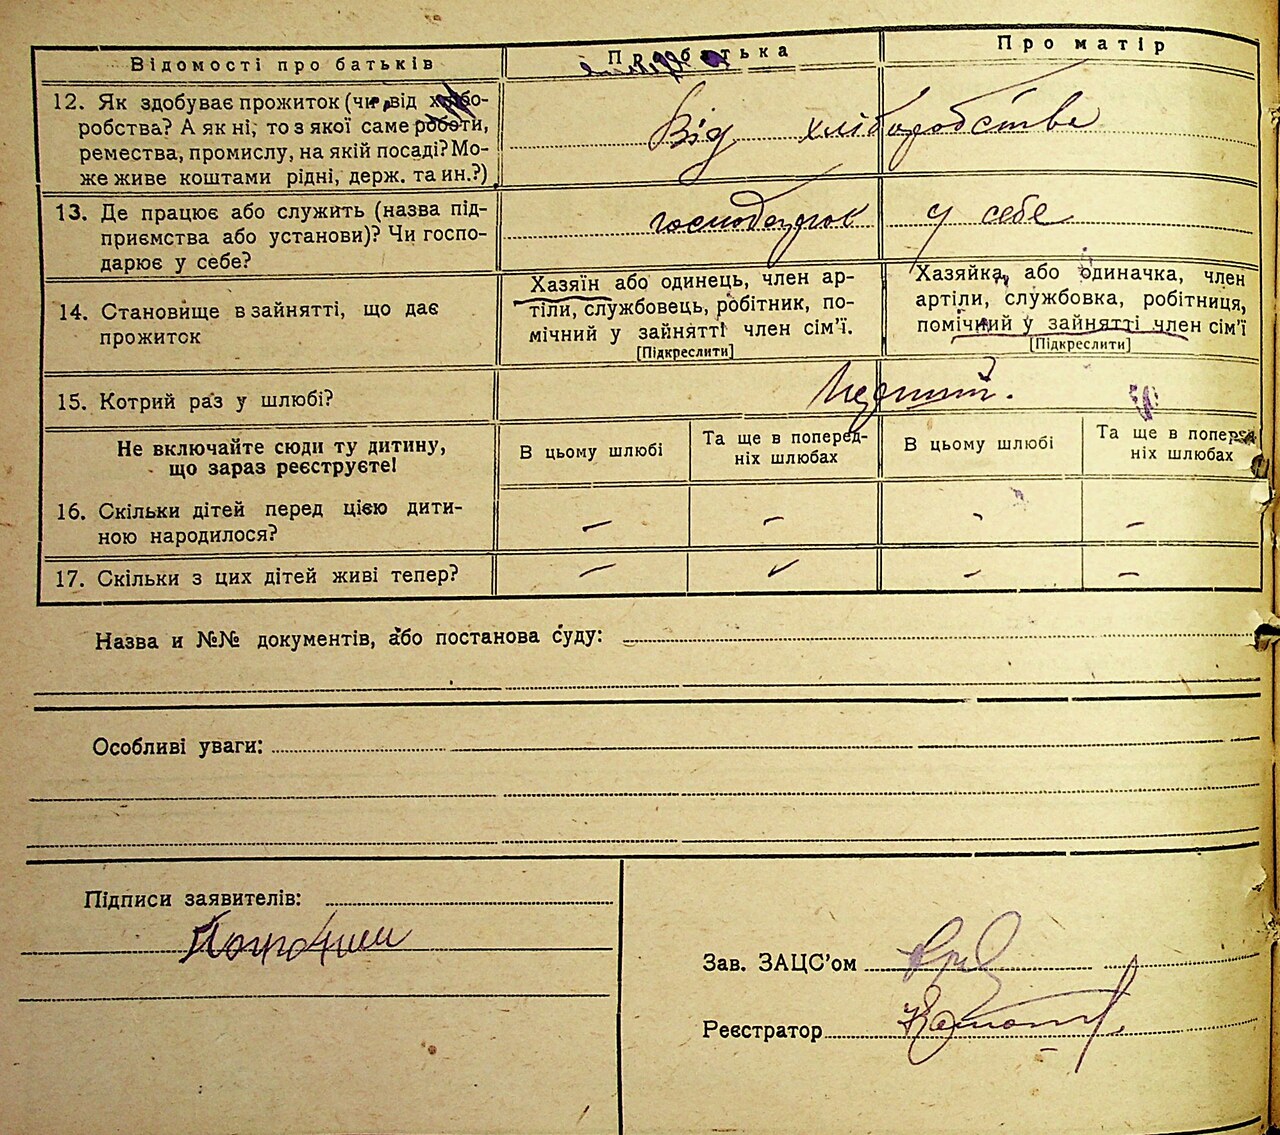 Відомості про батьків
Про батька
Про матір
12. Як здобуває прожиток (чи від хлібо-
робства? А як ні, то з якої саме роботи,
ремества, промислу, на якій посаді? Мо-
же живе коштами рідні, держ. та ин.?)
Від хліборобства
13. Де працює або служить (назва під-
приємства або установи)? Чи госпо-
дарює у себе?
у себе
14. Становище в зайнятті, що дає
прожиток
Хазяїн або одинець, член ар-
тіли, службовець, робітник, по-
мічний у зайнятті член сім'ї.
[Підкреслити]
Хазяйка, або одиначка, член
артіли, службовка, робітниця,
помічний у зайнятті член сім'ї
[Підкреслити]
15. Котрий раз у шлюбі?
Не включайте сюди ту дитину,
що зараз реєструєте!
В цьому шлюбі
Та ще в поперед-
ніх шлюбах
В цьому шлюбі
Та ще в поперед-
ніх шлюбах
16. Скільки дітей перед цією дити-
ною народилося?
– – - –
17. Скільки з цих дітей живі тепер?
– – – –
Назва и №№ документів, або постанова суду:
Особливі уваги:
Підписи заявителів:
Зав. ЗАЦС'ом
Реєстратор